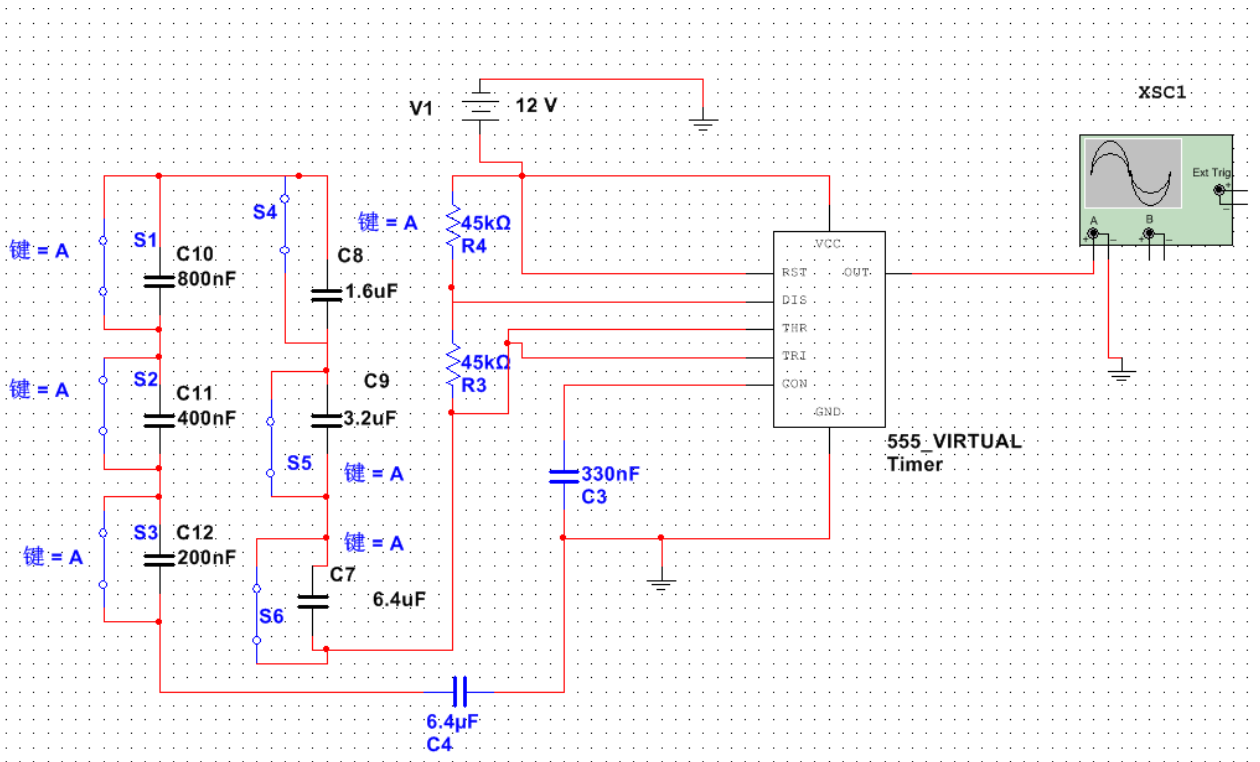 XSC1
V1
12 V
Ext Trig
+
−
A
B
+
−
+
−
S4
键 = A
45kΩ
R4
键 = A
S1
C10
800nF
C8
1.6uF
VCC
RST
OUT
DIS
THR
TRI
CON
GND
45kΩ
R3
键 = A
S2
C11
400nF
C9
3.2uF
S5
键 = A
555_VIRTUAL
Timer
330nF
C3
键 = A
S3
C12
200nF
键 = A
C7
6.4uF
S6
6.4µF
C4